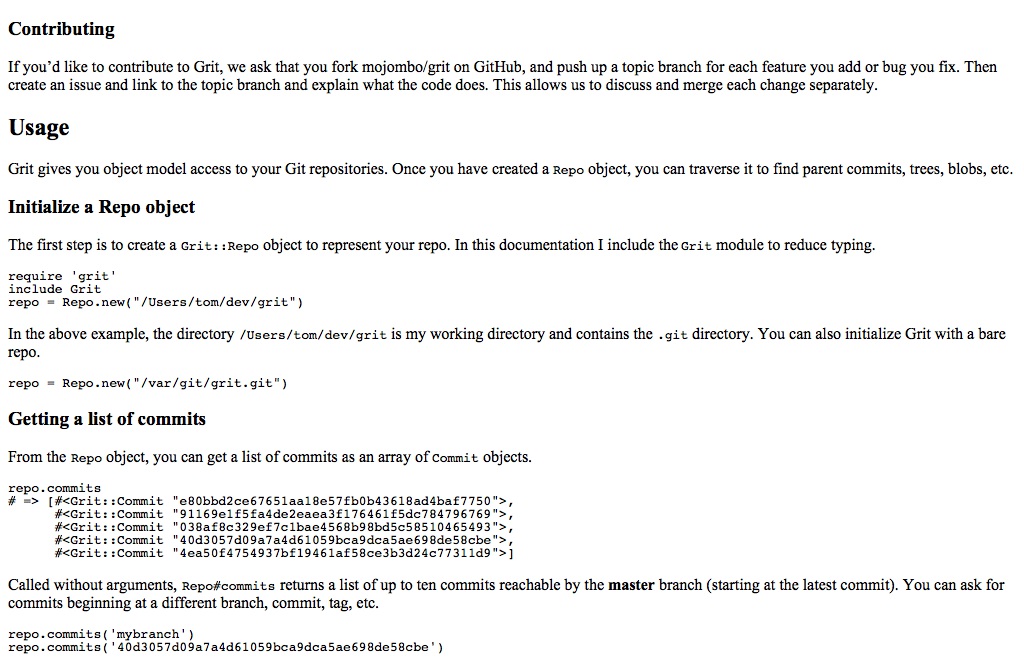 Contributing
If you’d like to contribute to Grit, we ask that you fork mojombo/grit on GitHub, and push up a topic branch for each feature you add or bug you fix. Then
create an issue and link to the topic branch and explain what the code does. This allows us to discuss and merge each change separately.
Usage
Grit gives you object model access to your Git repositories. Once you have created a Repo object, you can traverse it to find parent commits, trees, blobs, etc.
Initialize a Repo object
The first step is to create a Grit::Repo object to represent your repo. In this documentation I include the Grit module to reduce typing.
require 'grit'
include Grit
repo = Repo.new("/Users/tom/dev/grit")
In the above example, the directory /Users/tom/dev/grit is my working directory and contains the .git directory. You can also initialize Grit with a bare
repo.
repo = Repo.new("/var/git/grit.git")
Getting a list of commits
From the Repo object, you can get a list of commits as an array of Commit objects.
repo.commits
# => [#<Grit::Commit "e80bbd2ce67651aa18e57fb0b43618ad4baf7750">,
#<Grit::Commit "91169e1f5fa4de2eaea3f176461f5dc784796769">,
#<Grit::Commit "038af8c329ef7c1bae4568b98bd5c58510465493">,
#<Grit::Commit "40d3057d09a7a4d61059bca9dca5ae698de58cbe">,
#<Grit::Commit "4ea50f4754937bf19461af58ce3b3d24c77311d9">]
Called without arguments, Repo#commits returns a list of up to ten commits reachable by the master branch (starting at the latest commit). You can ask for
commits beginning at a different branch, commit, tag, etc.
repo.commits('mybranch')
repo.commits('40d3057d09a7a4d61059bca9dca5ae698de58cbe')